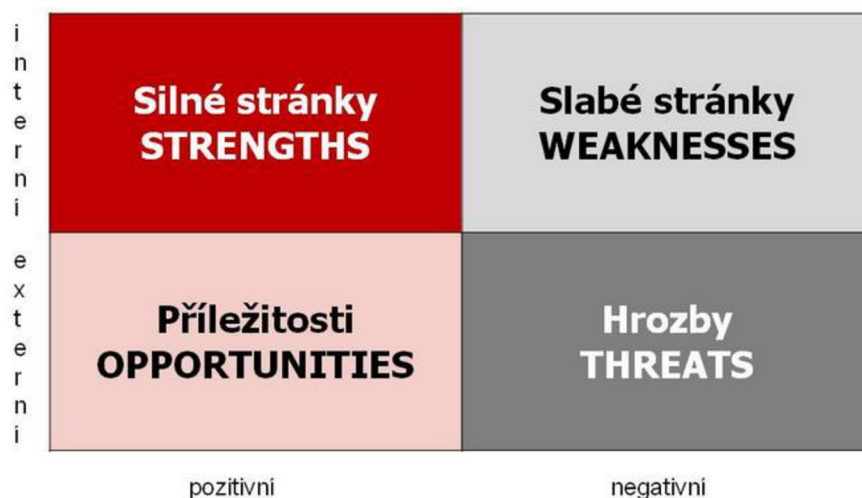 interní
Silné stránky
STRENGTHS
Slabé stránky
WEAKNESSES
externí
Příležitosti
OPPORTUNITIES
Hrozby
THREATS
pozitivní
negativní